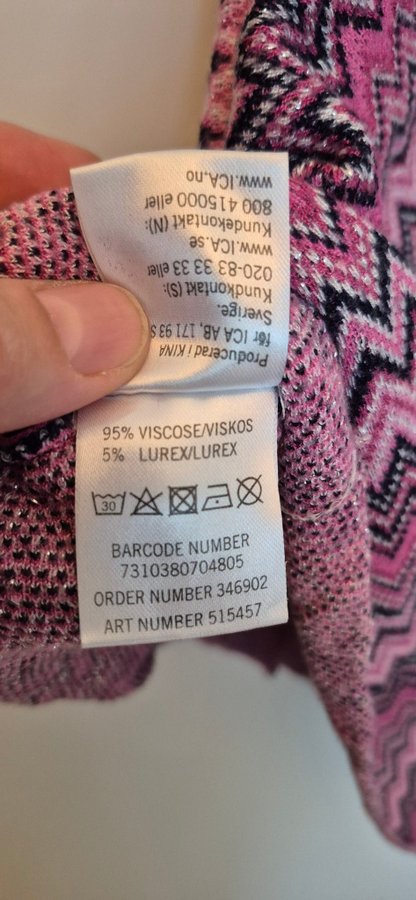 Producerad i KINA
för ICA AB, 171 93 S
Sverige.
Kundkontakt (S):
020-83 33 33 eller
www.ICA.se
Kundekontakt (N):
800 415000 eller
www.ICA.no
95% VISCOSE/VISKOS
5% LUREX/LUREX
30
BARCODE NUMBER
7310380704805
ORDER NUMBER 346902
ART NUMBER 515457